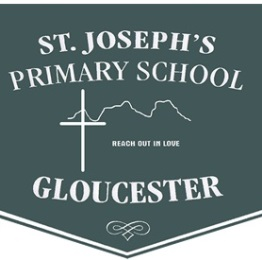 ST. JOSEPH'S
PRIMARY SCHOOL
REACH OUT IN LOVE
GLOUCESTER